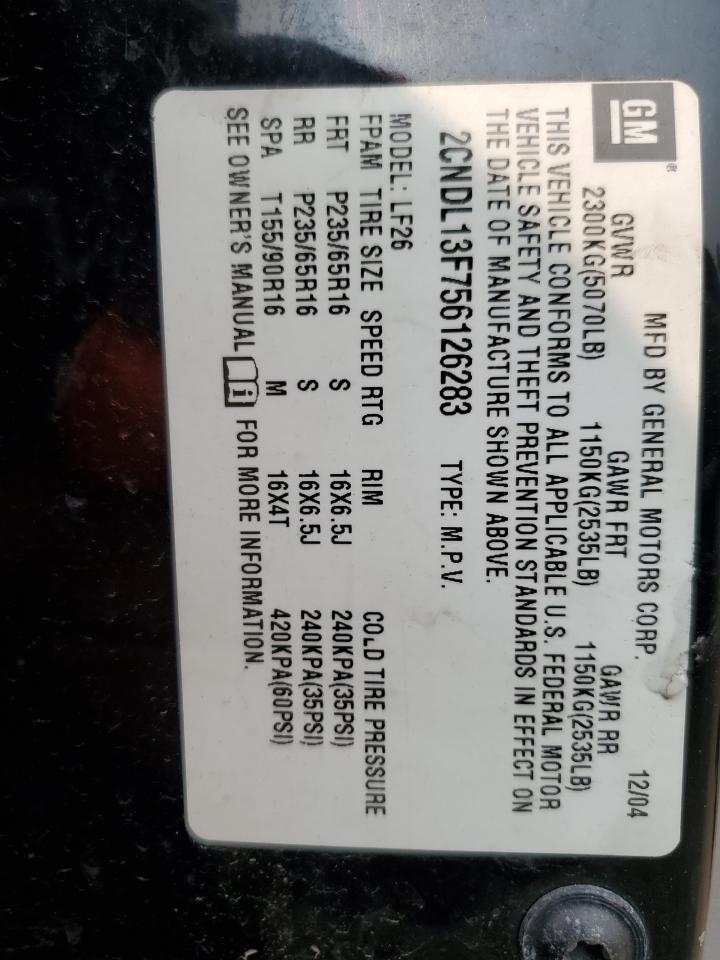 GM®
MFD BY GENERAL MOTORS CORP. 12/04
GVWR GAWR FRT GAWR RR
2300KG(5070LB) 1150KG(2535LB) 1150KG(2535LB)
THIS VEHICLE CONFORMS TO ALL APPLICABLE U.S. FEDERAL MOTOR
VEHICLE SAFETY AND THEFT PREVENTION STANDARDS IN EFFECT ON
THE DATE OF MANUFACTURE SHOWN ABOVE.
2CNDL13F756126283 TYPE: M.P.V.
MODEL: LF26
FPAM TIRE SIZE SPEED RTG RIM COLD TIRE PRESSURE
FRT P235/65R16 S 16X6.5J 240KPA(35PSI)
RR P235/65R16 S 16X6.5J 240KPA(35PSI)
SPA T155/90R16 M 16X4T 420KPA(60PSI)
SEE OWNER'S MANUAL i FOR MORE INFORMATION.